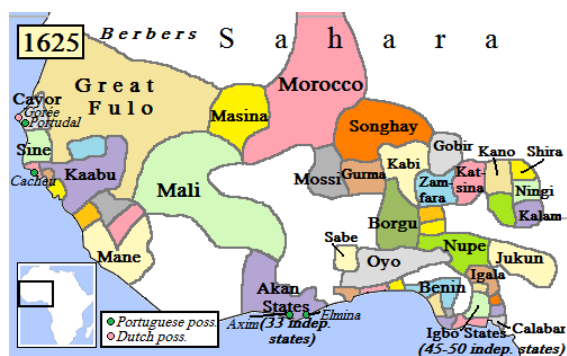 1625
Berbers
Sahara
Great
Fulo
Morocco
Masina
Cayor
Gorée
Portudal
Sine
Cacheu
Kaabu
Mali
Mane
Songhay
Mossi
Gurma
Kabi
Gobir
Zam-
fara
Kat-
sina
Kano
Shira
Ningi
Kalam
Borgu
Sabe
Oyo
Nupe
Jukun
Igala
Benin
Akan
States
(33 indep.
states)
Axim
Elmina
Igbo States
(45-50 indep. states)
Calabar
Portuguese poss.
Dutch poss.